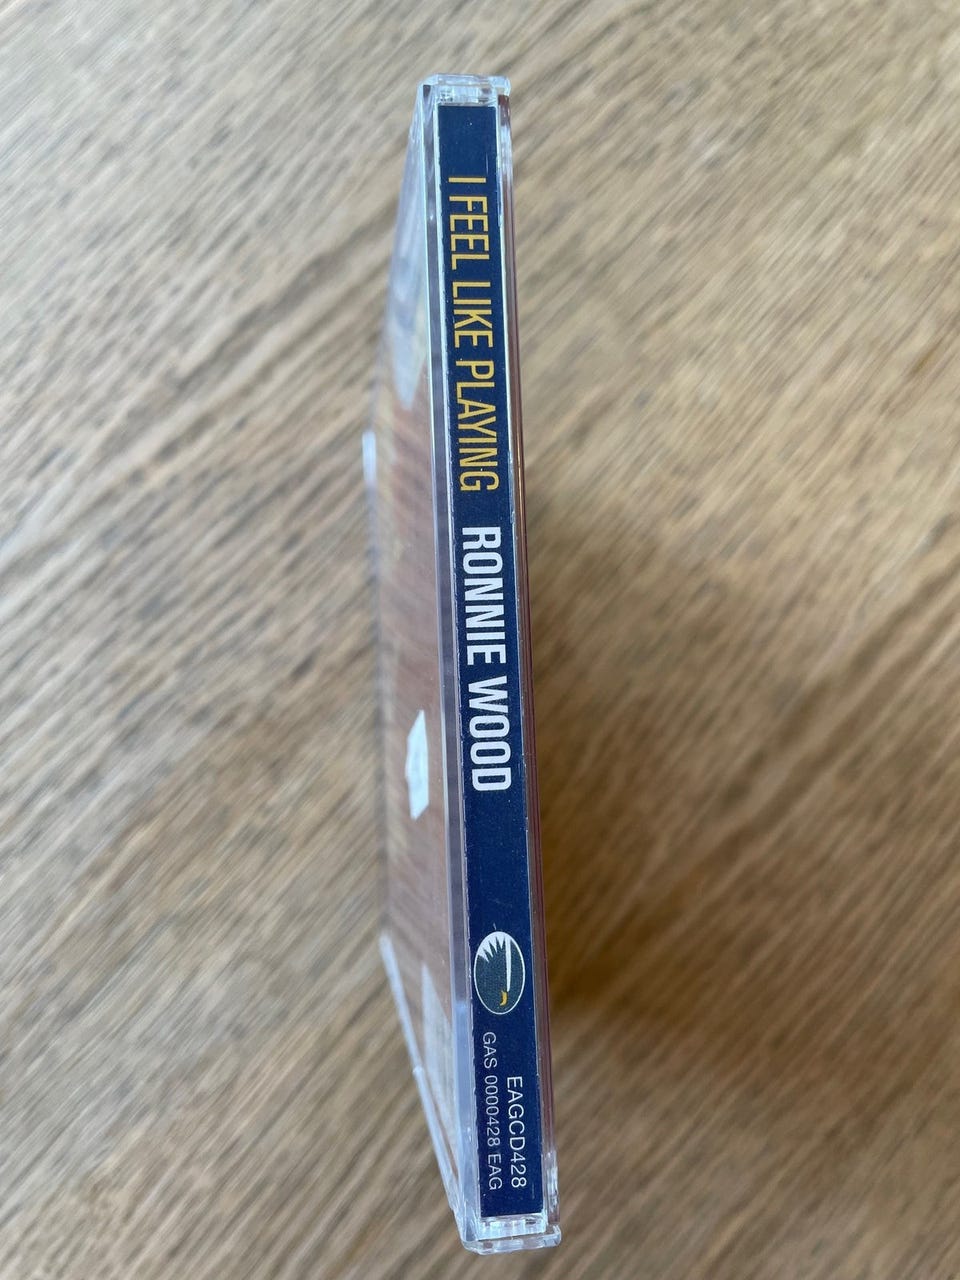 I FEEL LIKE PLAYING RONNIE WOOD
EAGCD428
GAS 0000428 EAG